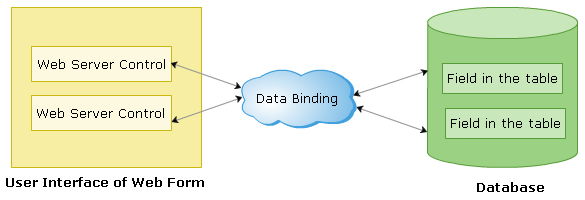 Web Server Control
Web Server Control
User Interface of Web Form
Data Binding
Field in the table
Field in the table
Database